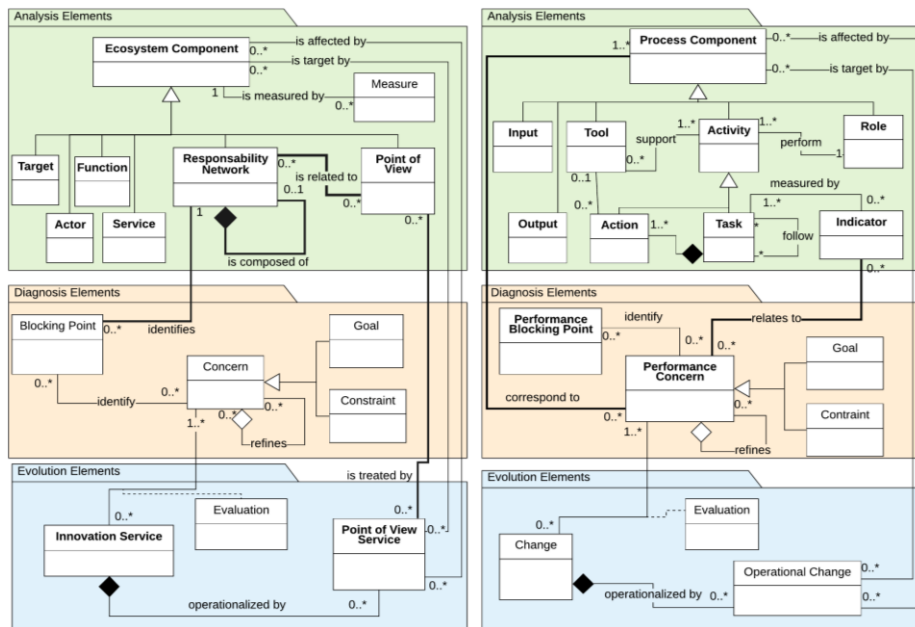 Analysis Elements
Ecosystem Component
0..*
is affected by
0..*
is target by
1
is measured by
0..*
Measure
Target
Function
Responsability
Network
0..*
0..1
1
is related to
0..*
Point of
View
0..*
Actor
Service
is composed of
Diagnosis Elements
Blocking Point
0..*
identifies
0..*
identify
0..*
Concern
1..*
0..*
0..*
refines
Goal
Constraint
is treated by
Evolution Elements
0..*
Evaluation
Innovation Service
0..*
Point of View
Service
0..*
0..*
operationalized by
0..*
Analysis Elements
Process Component
1..*
0..*
is affected by
0..*
is target by
Input
Tool
support
1..*
0..*
Activity
1..*
perform
1
Role
0..1
0..*
measured by
1..*
0..*
Output
Action
1..*
Task
*
follow
*
Indicator
0..*
Diagnosis Elements
Performance
Blocking Point
0..*
identify
0..*
relates to
0..*
Performance
Concern
correspond to
0..*
1..*
0..*
refines
Goal
Contraint
Evolution Elements
Evaluation
0..*
Change
operationalized by
0..*
Operational Change
0..*
0..*